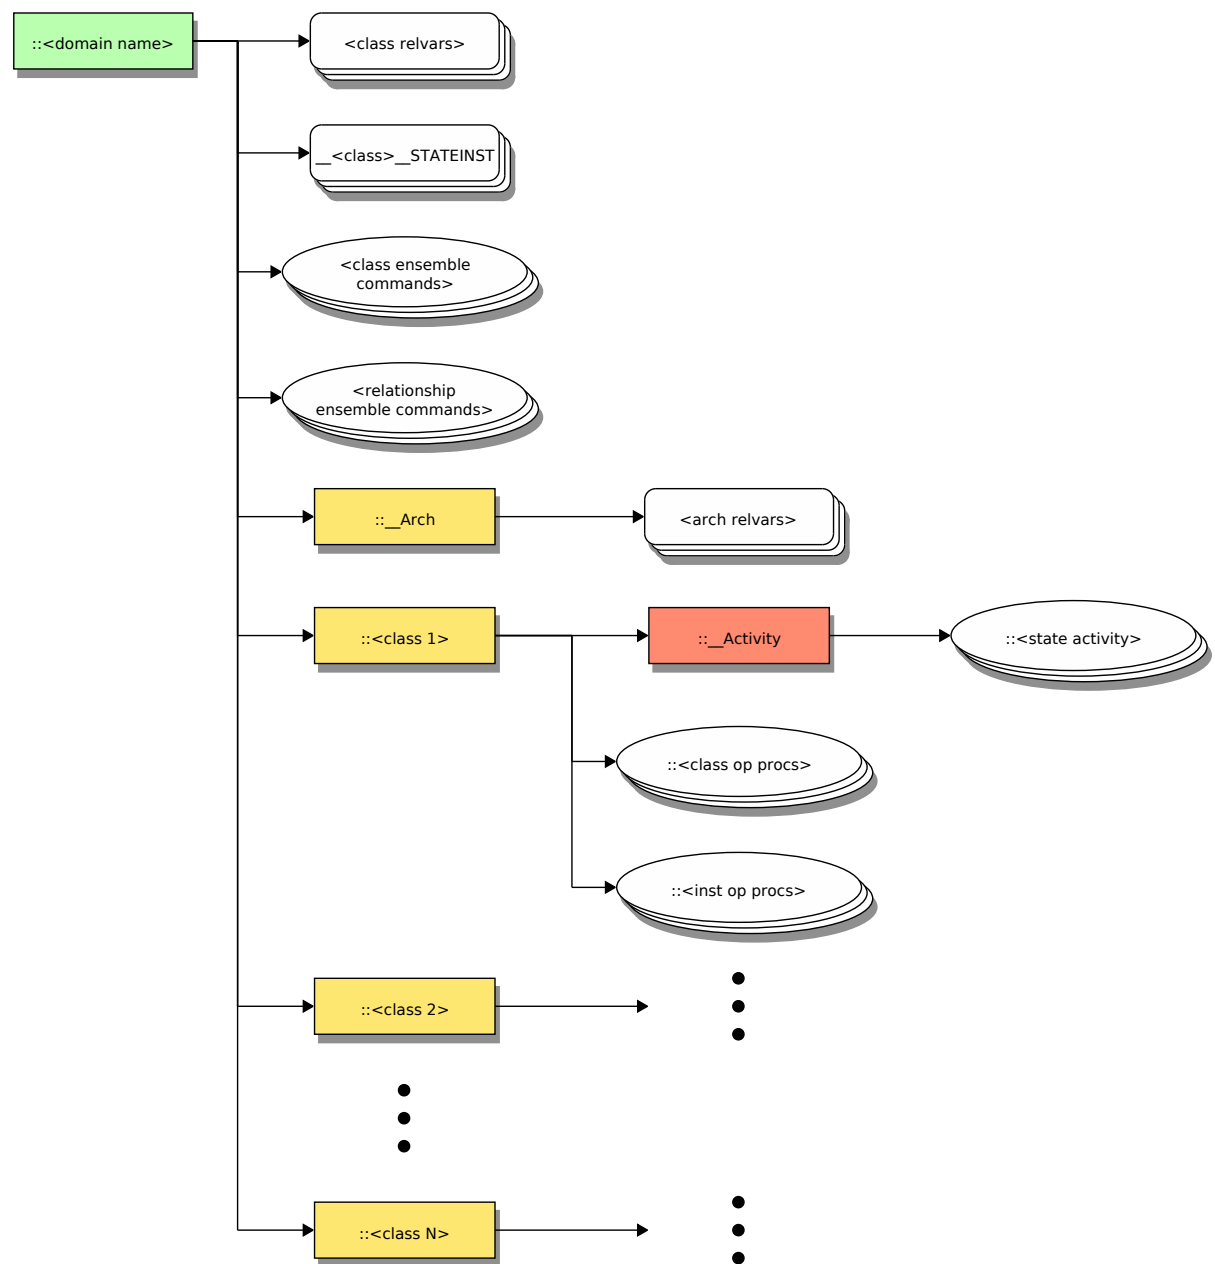 ::<domain name>
<class relvars>
__<class>__STATEINST
<class ensemble
commands>
<relationship
ensemble commands>
::__Arch
<arch relvars>
::<class 1>
::__Activity
::<state activity>
::<class op procs>
::<inst op procs>
::<class 2>
::<class N>